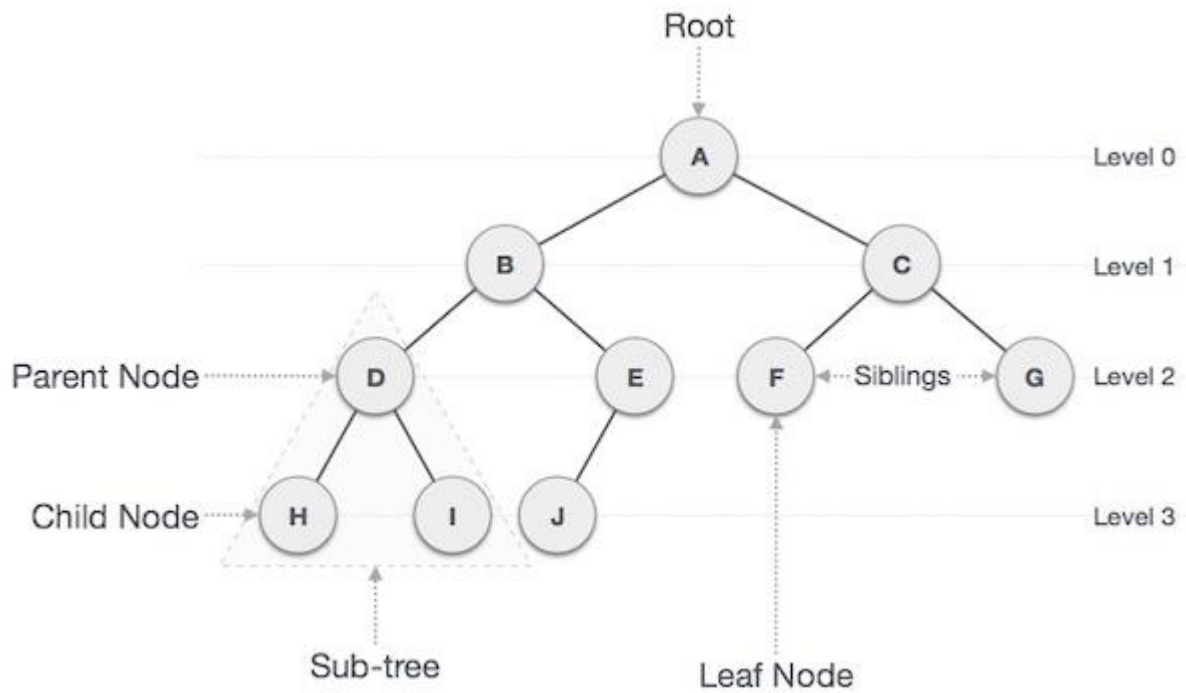 Root
A
Level 0
B
C
Level 1
Parent Node
D
E
F
Siblings
G
Level 2
Child Node
H
I
J
Level 3
Sub-tree
Leaf Node